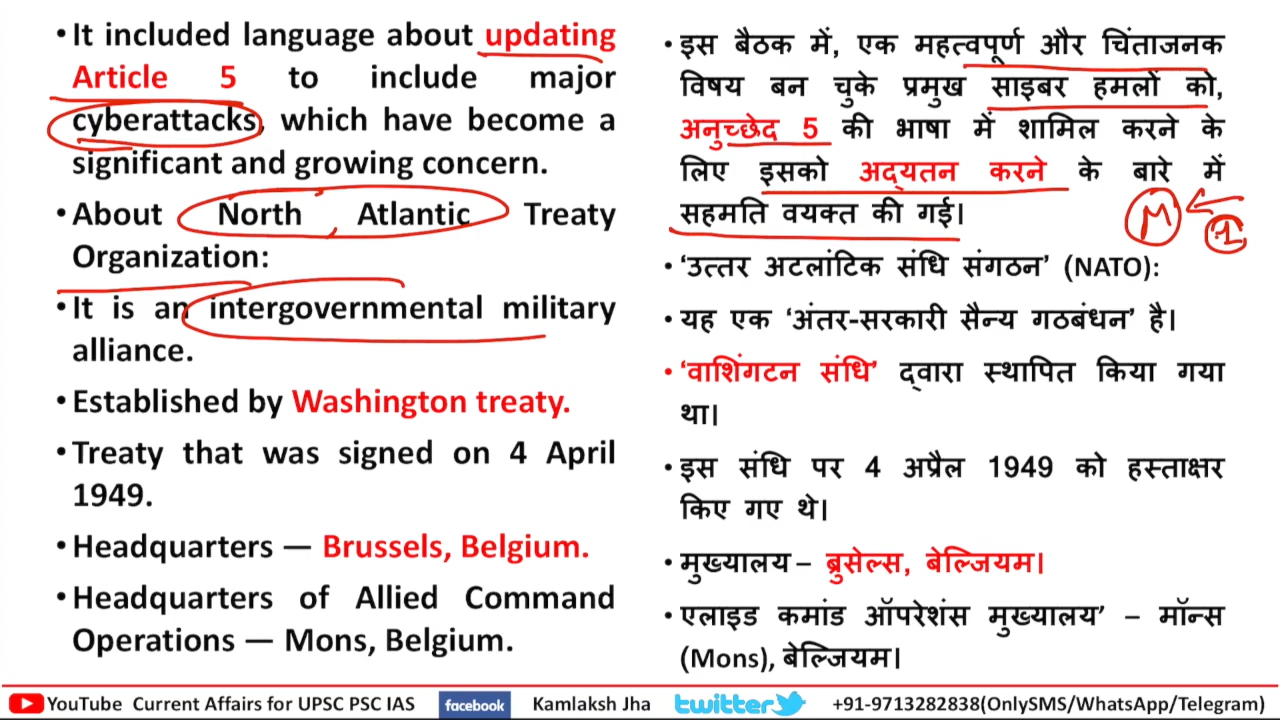 •It included language about updating
Article 5 to include major
cyberattacks, which have become a
significant and growing concern.
•About North Atlantic Treaty
Organization:
•It is an intergovernmental military
alliance.
•Established by Washington treaty.
•Treaty that was signed on 4 April
1949.
•Headquarters — Brussels, Belgium.
•Headquarters of Allied Command
Operations — Mons, Belgium.
•इस बैठक में, एक महत्वपूर्ण और चिंताजनक
विषय बन चुके प्रमुख साइबर हमलों को,
अनुच्छेद 5 की भाषा में शामिल करने के
लिए इसको अद्यतन करने के बारे में
सहमति वयक्त की गई।
M
1
•'उत्तर अटलांटिक संधि संगठन' (NATO):
•यह एक 'अंतर-सरकारी सैन्य गठबंधन' है।
•'वाशिंगटन संधि' द्वारा स्थापित किया गया
था।
•इस संधि पर 4 अप्रैल 1949 को हस्ताक्षर
किए गए थे।
•मुख्यालय – ब्रुसेल्स, बेल्जियम।
•एलाइड कमांड ऑपरेशंस मुख्यालय' – मॉन्स
(Mons), बेल्जियम।
YouTube Current Affairs for UPSC PSC IAS facebook Kamlaksh Jha twitter +91-9713282838(OnlySMS/WhatsApp/Telegram)